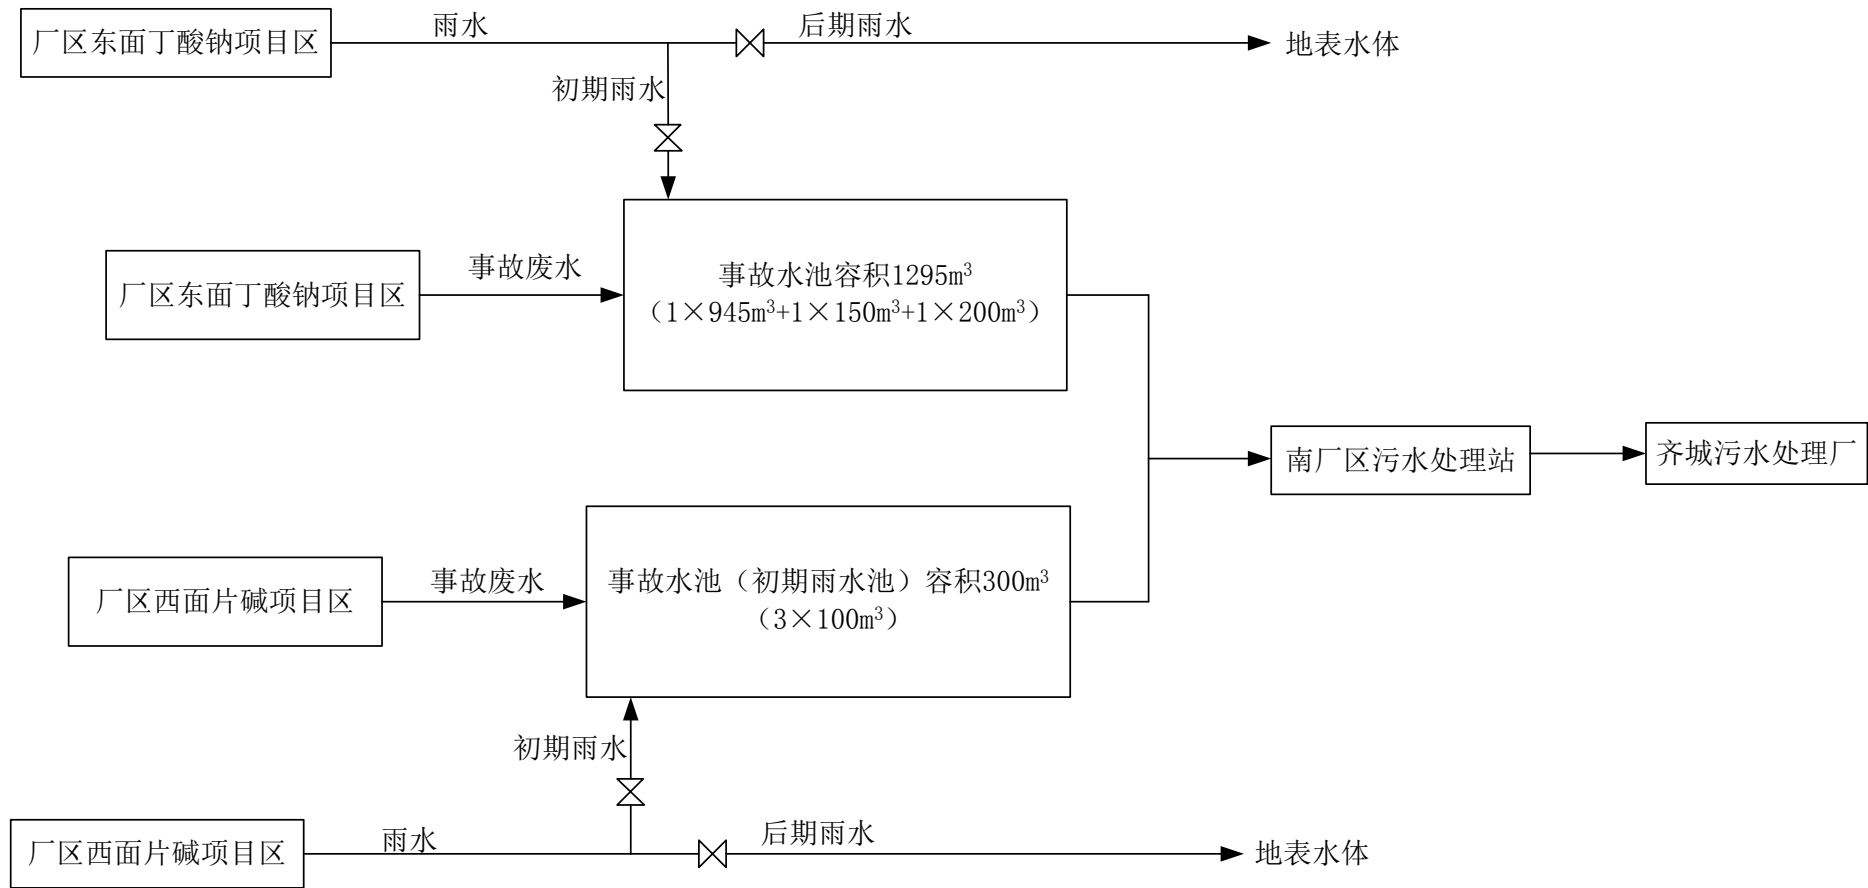 厂区东面丁酸钠项目区
雨水
后期雨水
地表水体
初期雨水
厂区东面丁酸钠项目区
事故废水
事故水池容积1295m³
（1×945m³+1×150m³+1×200m³）
南厂区污水处理站
齐城污水处理厂
厂区西面片碱项目区
事故废水
事故水池（初期雨水池）容积300m³
（3×100m³）
初期雨水
厂区西面片碱项目区
雨水
后期雨水
地表水体